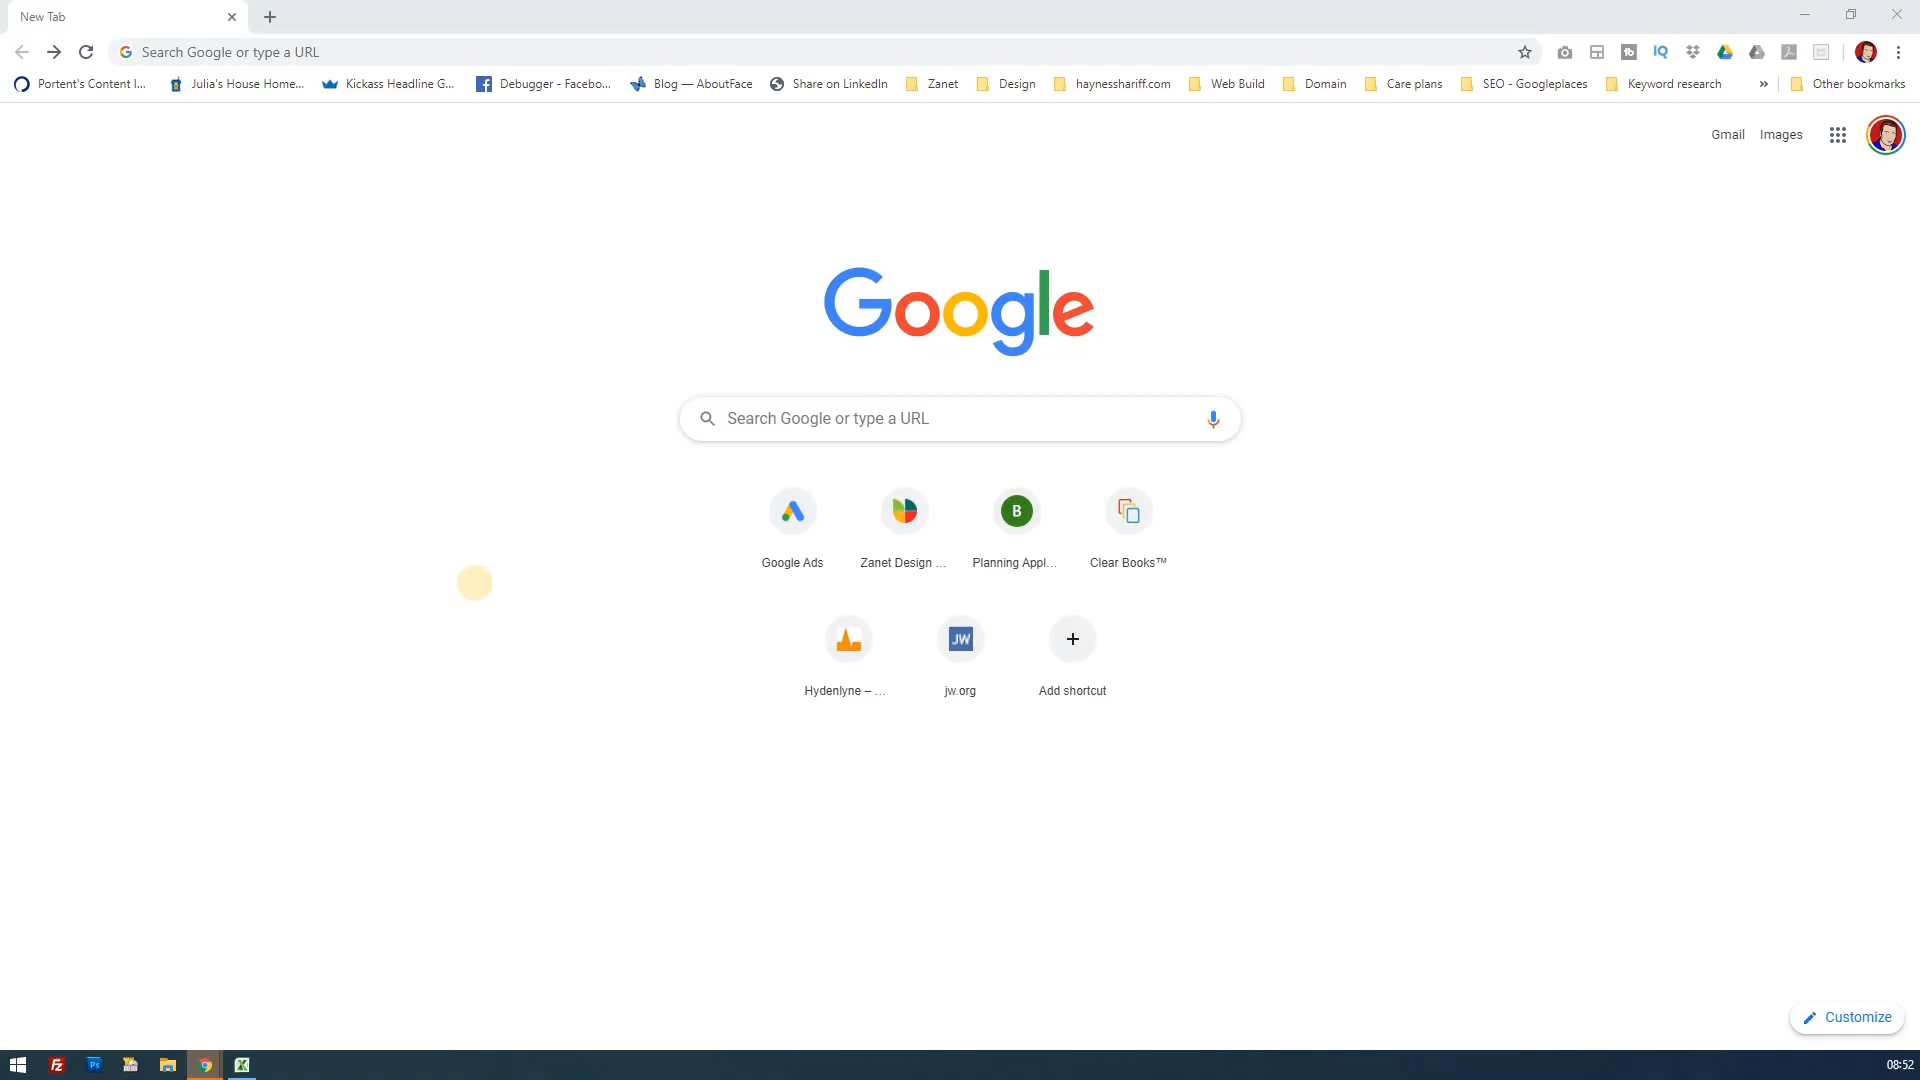 New Tab
Search Google or type a URL
Portent's Content I...
Julia's House Home...
Kickass Headline G...
Debugger - Facebo...
Blog — AboutFace
Share on LinkedIn
Zanet
Design
haynesshariff.com
Web Build
Domain
Care plans
SEO - Googleplaces
Keyword research
»
Other bookmarks
Gmail
Images
Google
Search Google or type a URL
B
Google Ads
Zanet Design ...
Planning Appl...
Clear Books™
JW
Hydenlyne – ...
jw.org
Add shortcut
Customize
08:52